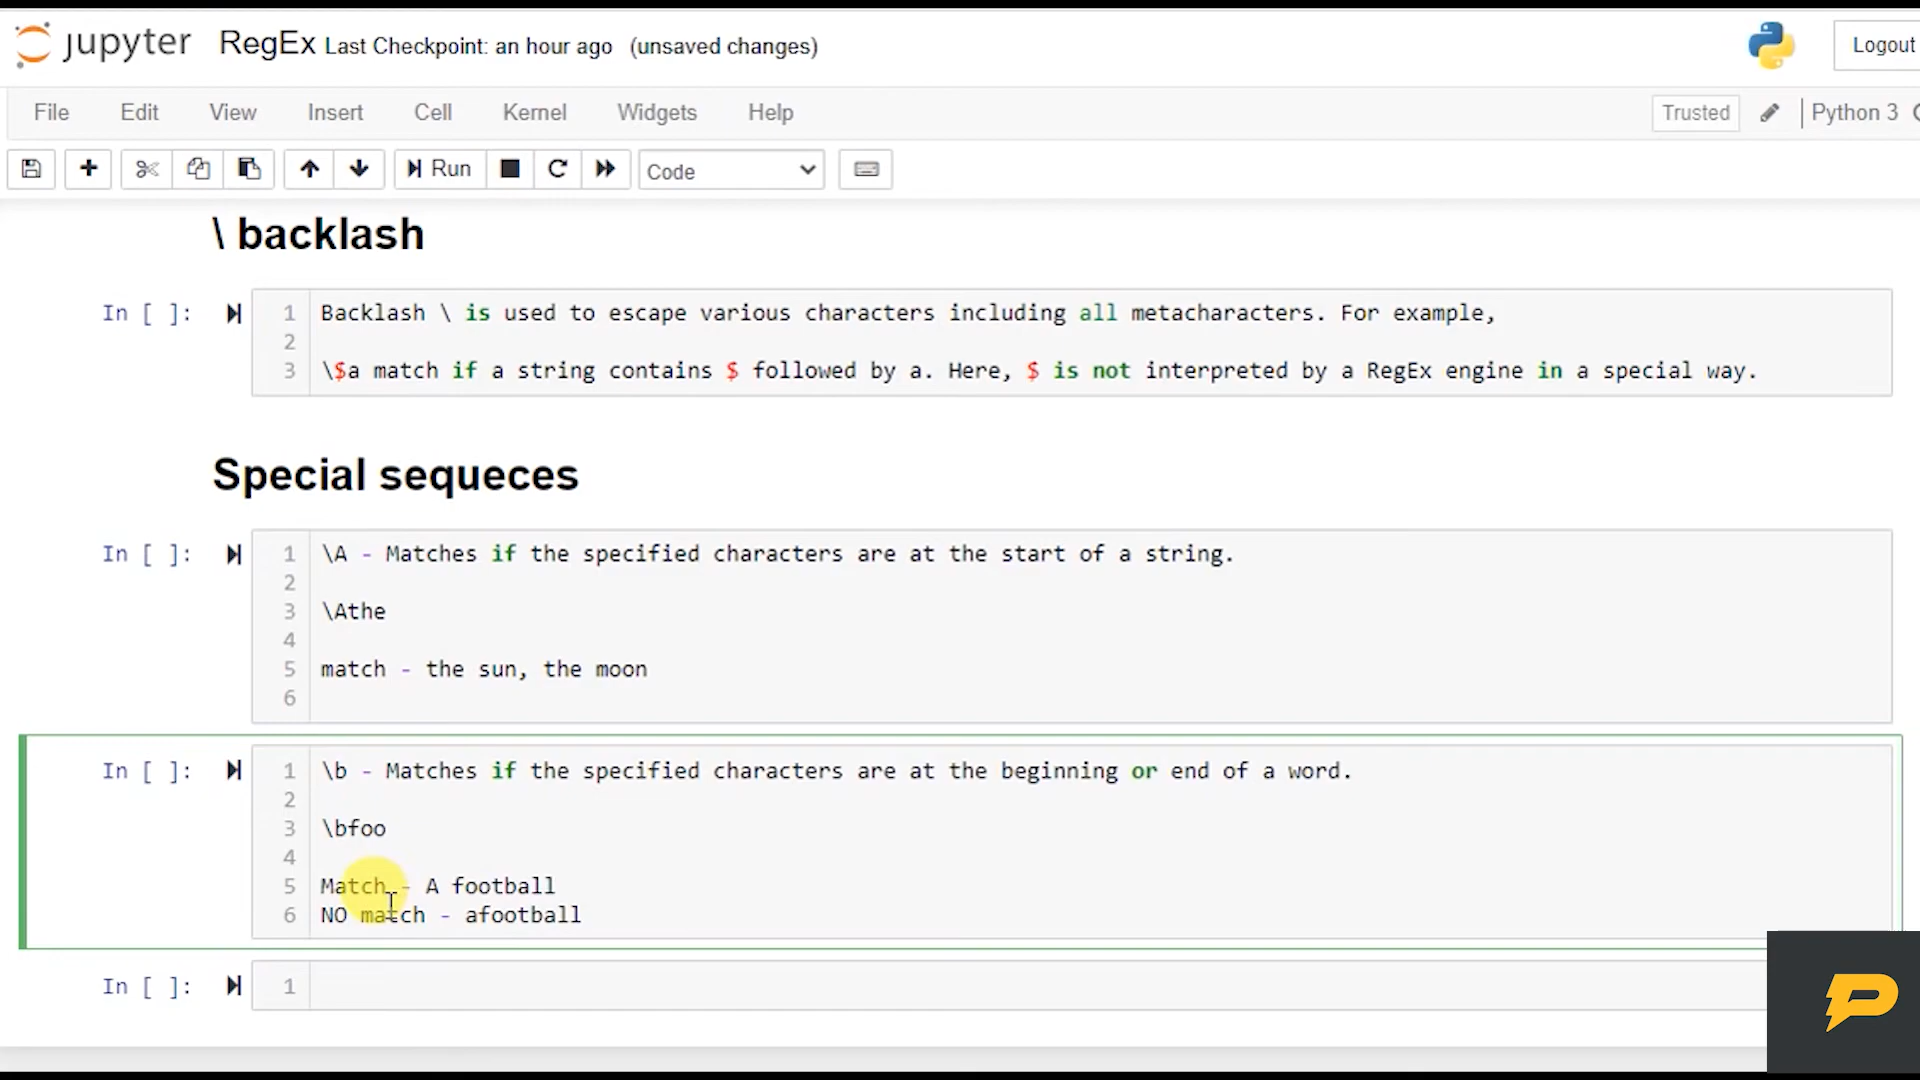 jupyter RegEx Last Checkpoint: an hour ago (unsaved changes) Logout
File Edit View Insert Cell Kernel Widgets Help Trusted Python 3
Run Code
\ backlash
In [ ]: 1 Backlash \ is used to escape various characters including all metacharacters. For example,
2
3 \$a match if a string contains $ followed by a. Here, $ is not interpreted by a RegEx engine in a special way.
Special sequeces
In [ ]: 1 \A - Matches if the specified characters are at the start of a string.
2
3 \Athe
4
5 match - the sun, the moon
6
In [ ]: 1 \b - Matches if the specified characters are at the beginning or end of a word.
2
3 \bfoo
4
5 Match - A football
6 NO match - afootball
In [ ]: 1